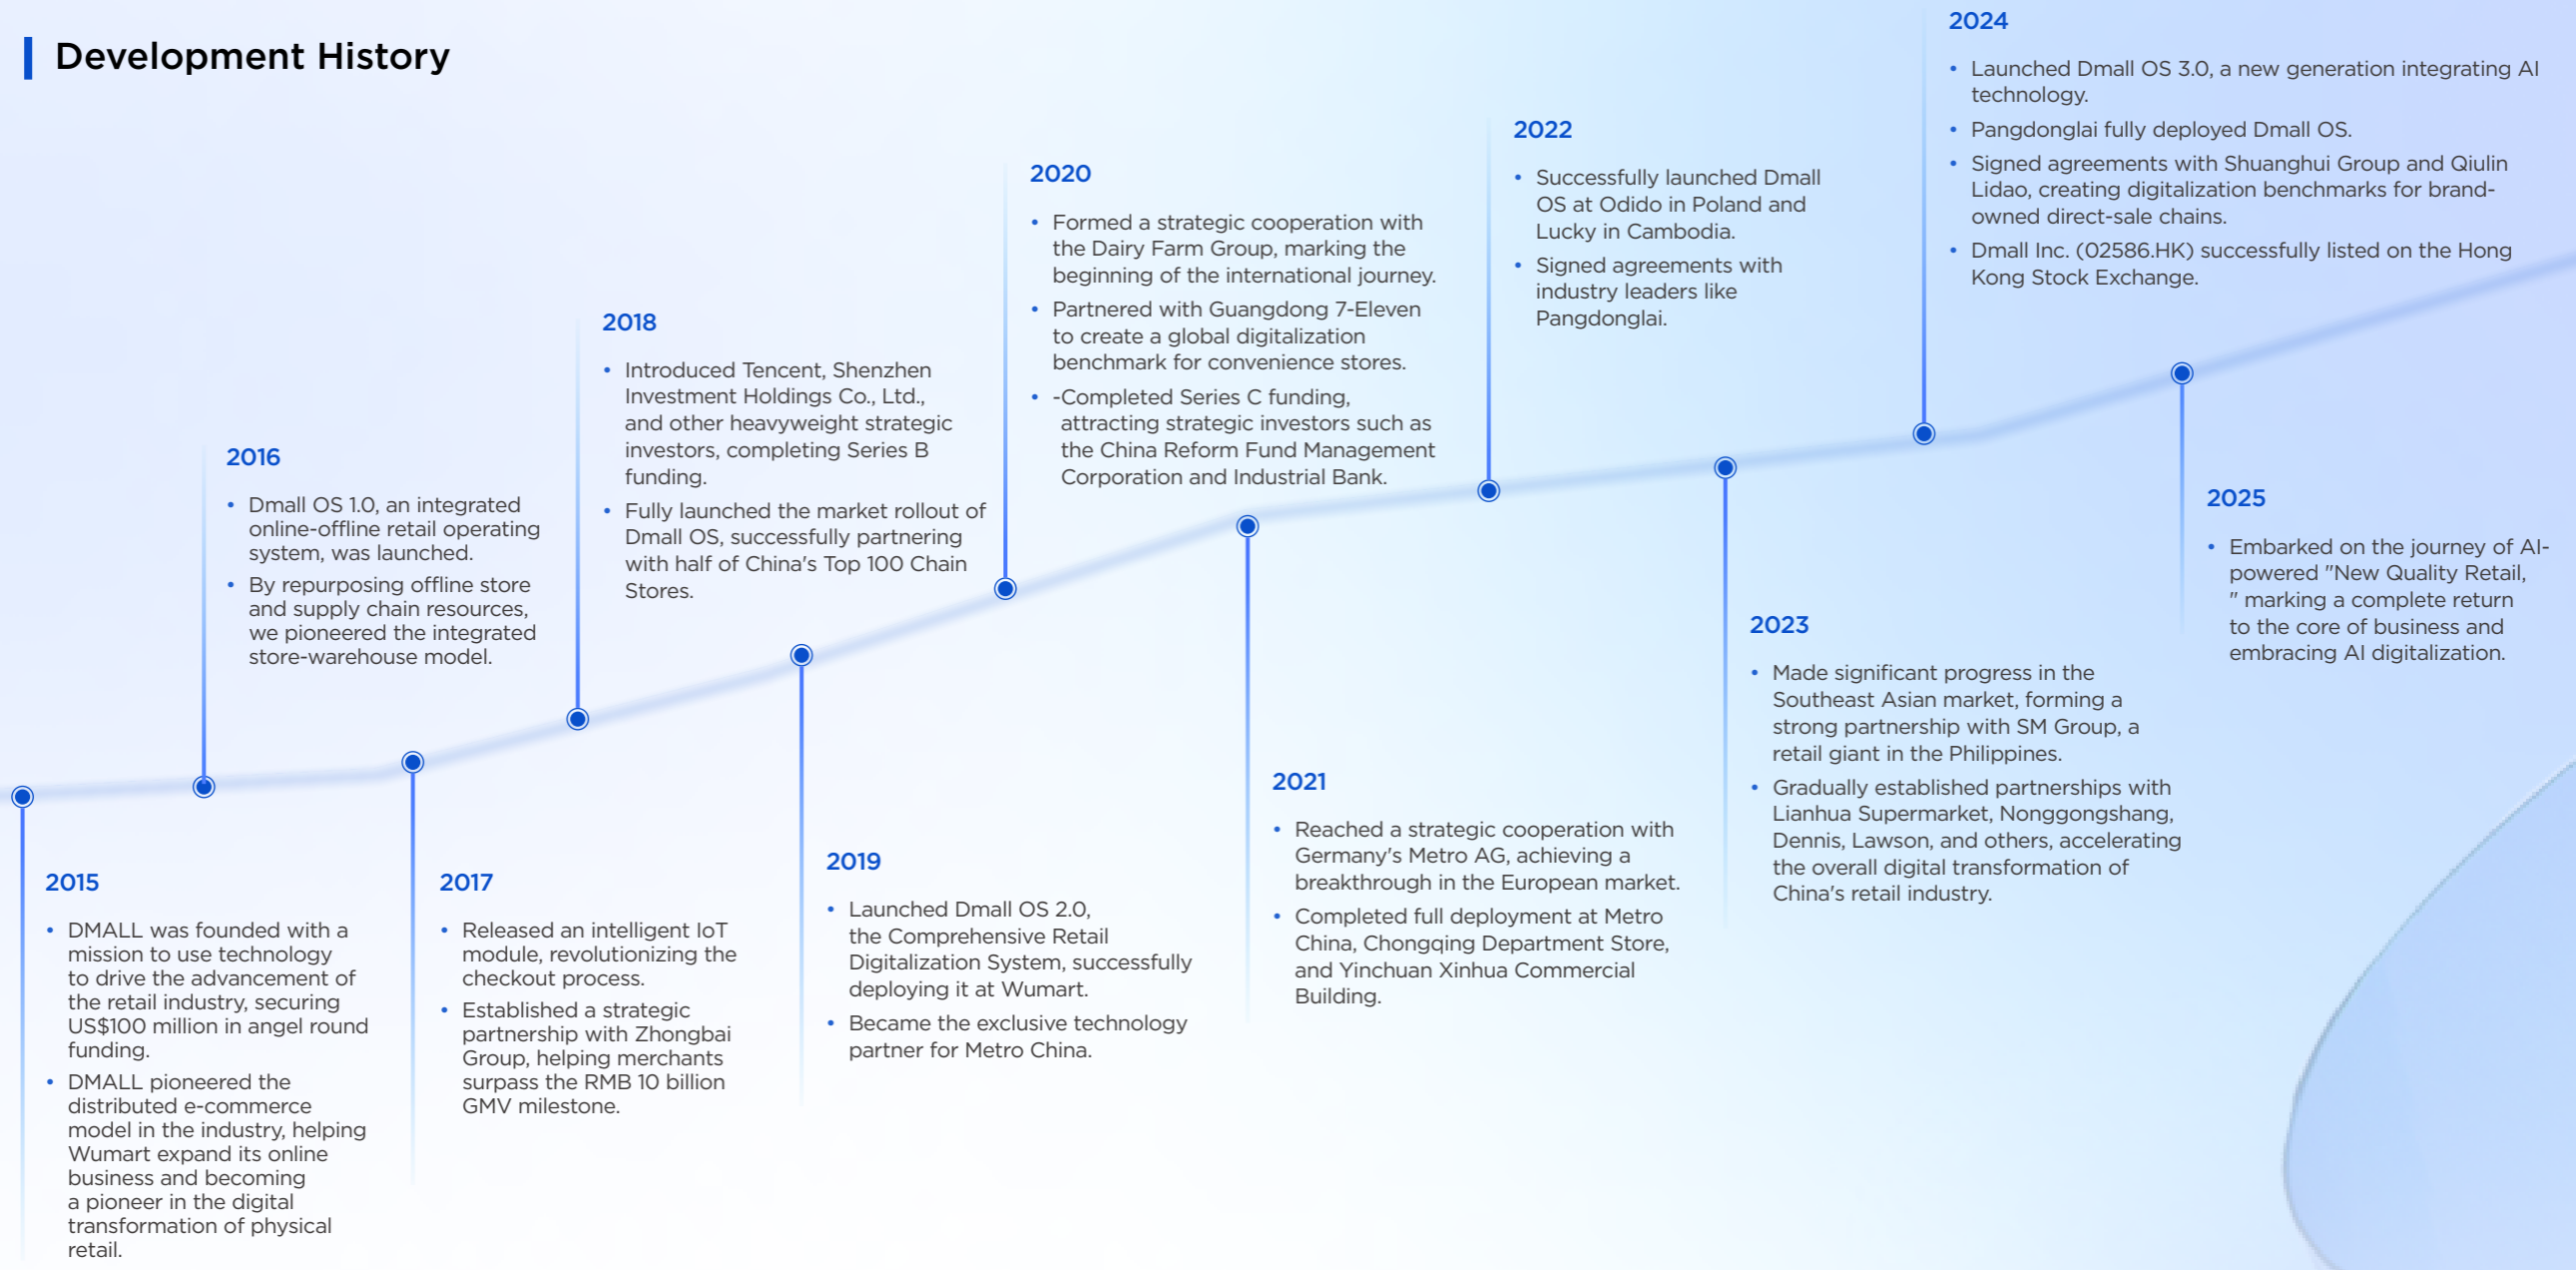 Development History
2015
• DMALL was founded with a
mission to use technology
to drive the advancement of
the retail industry, securing
US$100 million in angel round
funding.
• DMALL pioneered the
distributed e-commerce
model in the industry, helping
Wumart expand its online
business and becoming
a pioneer in the digital
transformation of physical
retail.
2016
• Dmall OS 1.0, an integrated
online-offline retail operating
system, was launched.
• By repurposing offline store
and supply chain resources,
we pioneered the integrated
store-warehouse model.
2017
• Released an intelligent IoT
module, revolutionizing the
checkout process.
• Established a strategic
partnership with Zhongbai
Group, helping merchants
surpass the RMB 10 billion
GMV milestone.
2018
• Introduced Tencent, Shenzhen
Investment Holdings Co., Ltd.,
and other heavyweight strategic
investors, completing Series B
funding.
• Fully launched the market rollout of
Dmall OS, successfully partnering
with half of China's Top 100 Chain
Stores.
2019
• Launched Dmall OS 2.0,
the Comprehensive Retail
Digitalization System, successfully
deploying it at Wumart.
• Became the exclusive technology
partner for Metro China.
2020
• Formed a strategic cooperation with
the Dairy Farm Group, marking the
beginning of the international journey.
• Partnered with Guangdong 7-Eleven
to create a global digitalization
benchmark for convenience stores.
• -Completed Series C funding,
attracting strategic investors such as
the China Reform Fund Management
Corporation and Industrial Bank.
2021
• Reached a strategic cooperation with
Germany's Metro AG, achieving a
breakthrough in the European market.
• Completed full deployment at Metro
China, Chongqing Department Store,
and Yinchuan Xinhua Commercial
Building.
2022
• Successfully launched Dmall
OS at Odido in Poland and
Lucky in Cambodia.
• Signed agreements with
industry leaders like
Pangdonglai.
2023
• Made significant progress in the
Southeast Asian market, forming a
strong partnership with SM Group, a
retail giant in the Philippines.
• Gradually established partnerships with
Lianhua Supermarket, Nonggongshang,
Dennis, Lawson, and others, accelerating
the overall digital transformation of
China's retail industry.
2024
• Launched Dmall OS 3.0, a new generation integrating AI
technology.
• Pangdonglai fully deployed Dmall OS.
• Signed agreements with Shuanghui Group and Qiulin
Lidao, creating digitalization benchmarks for brand-
owned direct-sale chains.
• Dmall Inc. (02586.HK) successfully listed on the Hong
Kong Stock Exchange.
2025
• Embarked on the journey of AI-
powered "New Quality Retail,
" marking a complete return
to the core of business and
embracing AI digitalization.